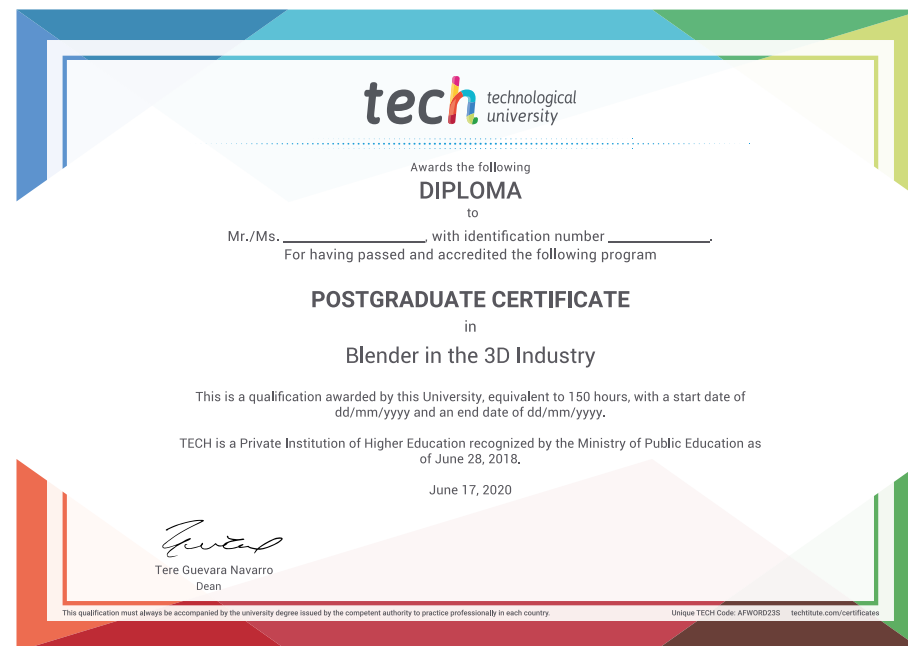 tech technological
university
Awards the following
DIPLOMA
to
Mr./Ms. ______________, with identification number __________.
For having passed and accredited the following program
POSTGRADUATE CERTIFICATE
in
Blender in the 3D Industry
This is a qualification awarded by this University, equivalent to 150 hours, with a start date of
dd/mm/yyyy and an end date of dd/mm/yyyy.
TECH is a Private Institution of Higher Education recognized by the Ministry of Public Education as
of June 28, 2018.
June 17, 2020
Tere Guevara Navarro
Dean
This qualification must always be accompanied by the university degree issued by the competent authority to practice professionally in each country. Unique TECH Code: AFWORD23S techtitute.com/certificates